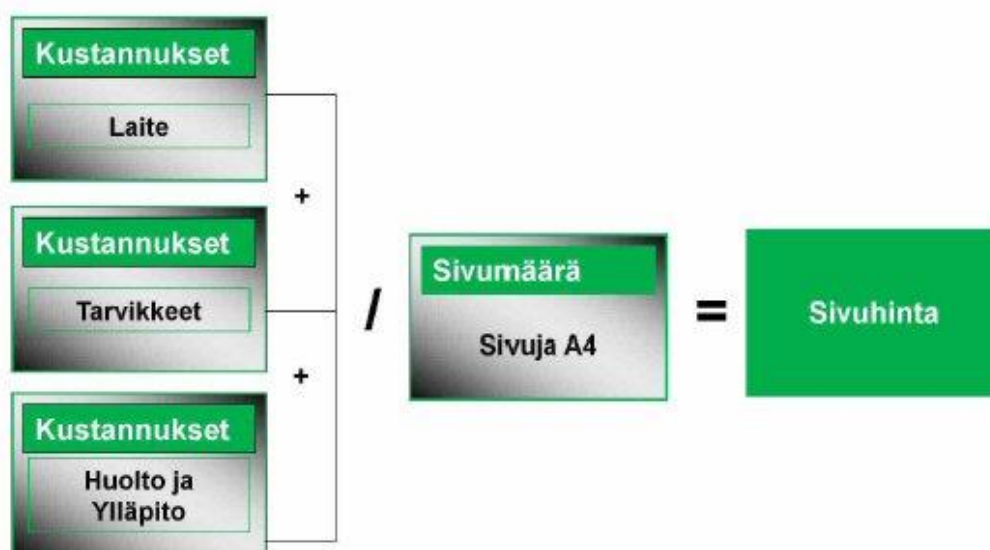 Kustannukset
Laite
+
Kustannukset
Tarvikkeet
+
Kustannukset
Huolto ja
Ylläpito
/
Sivumäärä
Sivuja A4
=
Sivuhinta